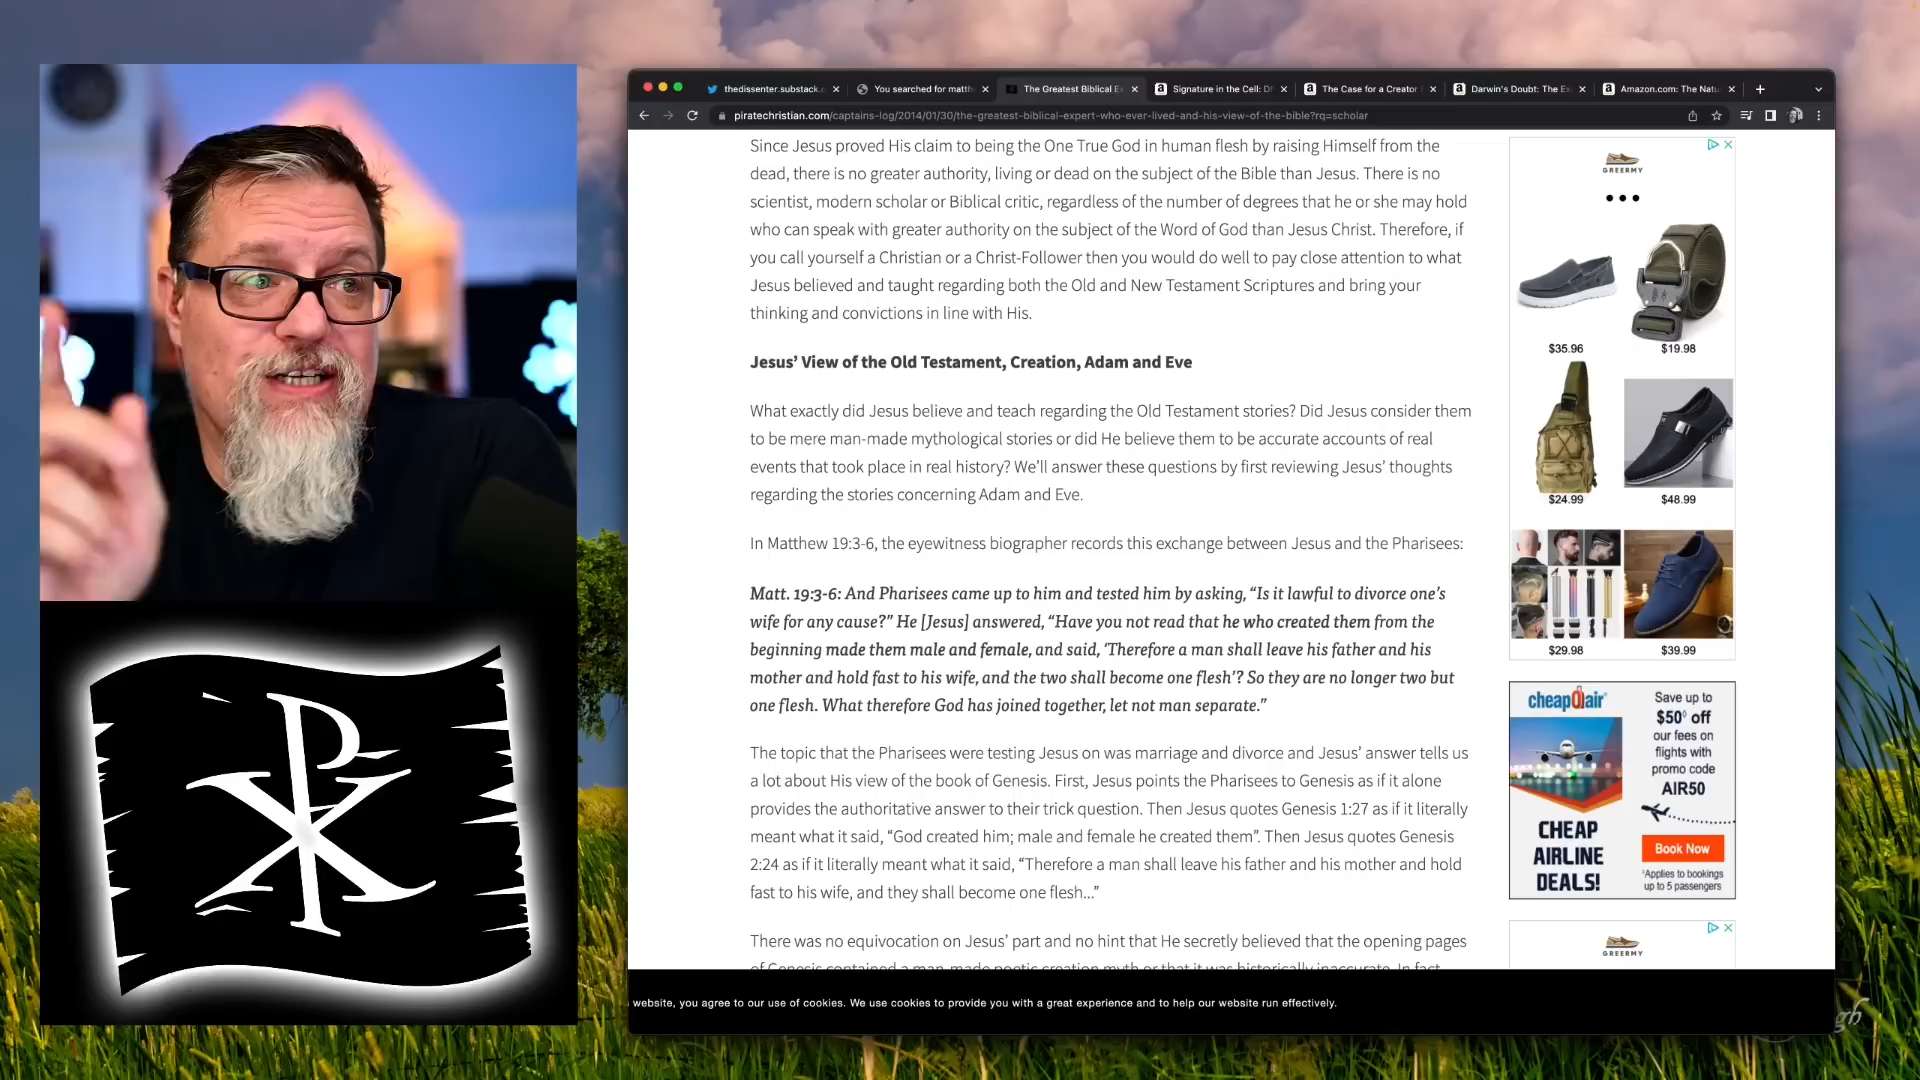 thedissenter.substack.c
You searched for matth
The Greatest Biblical Ex
Signature in the Cell: D
The Case for a Creator
Darwin's Doubt: The Ex
Amazon.com: The Natu
piratechristian.com/captains-log/2014/01/30/the-greatest-biblical-expert-who-ever-lived-and-his-view-of-the-bible?rq=scholar
Since Jesus proved His claim to being the One True God in human flesh by raising Himself from the
dead, there is no greater authority, living or dead on the subject of the Bible than Jesus. There is no
scientist, modern scholar or Biblical critic, regardless of the number of degrees that he or she may hold
who can speak with greater authority on the subject of the Word of God than Jesus Christ. Therefore, if
you call yourself a Christian or a Christ-Follower then you would do well to pay close attention to what
Jesus believed and taught regarding both the Old and New Testament Scriptures and bring your
thinking and convictions in line with His.
Jesus’ View of the Old Testament, Creation, Adam and Eve
What exactly did Jesus believe and teach regarding the Old Testament stories? Did Jesus consider them
to be mere man-made mythological stories or did He believe them to be accurate accounts of real
events that took place in real history? We’ll answer these questions by first reviewing Jesus’ thoughts
regarding the stories concerning Adam and Eve.
In Matthew 19:3-6, the eyewitness biographer records this exchange between Jesus and the Pharisees:
Matt. 19:3-6: And Pharisees came up to him and tested him by asking, “Is it lawful to divorce one’s
wife for any cause?” He [Jesus] answered, “Have you not read that he who created them from the
beginning made them male and female, and said, ‘Therefore a man shall leave his father and his
mother and hold fast to his wife, and the two shall become one flesh’? So they are no longer two but
one flesh. What therefore God has joined together, let not man separate.”
The topic that the Pharisees were testing Jesus on was marriage and divorce and Jesus’ answer tells us
a lot about His view of the book of Genesis. First, Jesus points the Pharisees to Genesis as if it alone
provides the authoritative answer to their trick question. Then Jesus quotes Genesis 1:27 as if it literally
meant what it said, “God created him; male and female he created them”. Then Jesus quotes Genesis
2:24 as if it literally meant what it said, “Therefore a man shall leave his father and his mother and hold
fast to his wife, and they shall become one flesh...”
There was no equivocation on Jesus’ part and no hint that He secretly believed that the opening pages
of Genesis contained a man-made poetic creation myth or that it was historically inaccurate. In fact
website, you agree to our use of cookies. We use cookies to provide you with a great experience and to help our website run effectively.
GREERMY
$35.96
$19.98
$24.99
$48.99
$29.98
$39.99
cheapOair
Save up to
$50◊ off
our fees on
flights with
promo code
AIR50
CHEAP
AIRLINE
DEALS!
Book Now
◊Applies to bookings
up to 5 passengers
GREERMY
gh